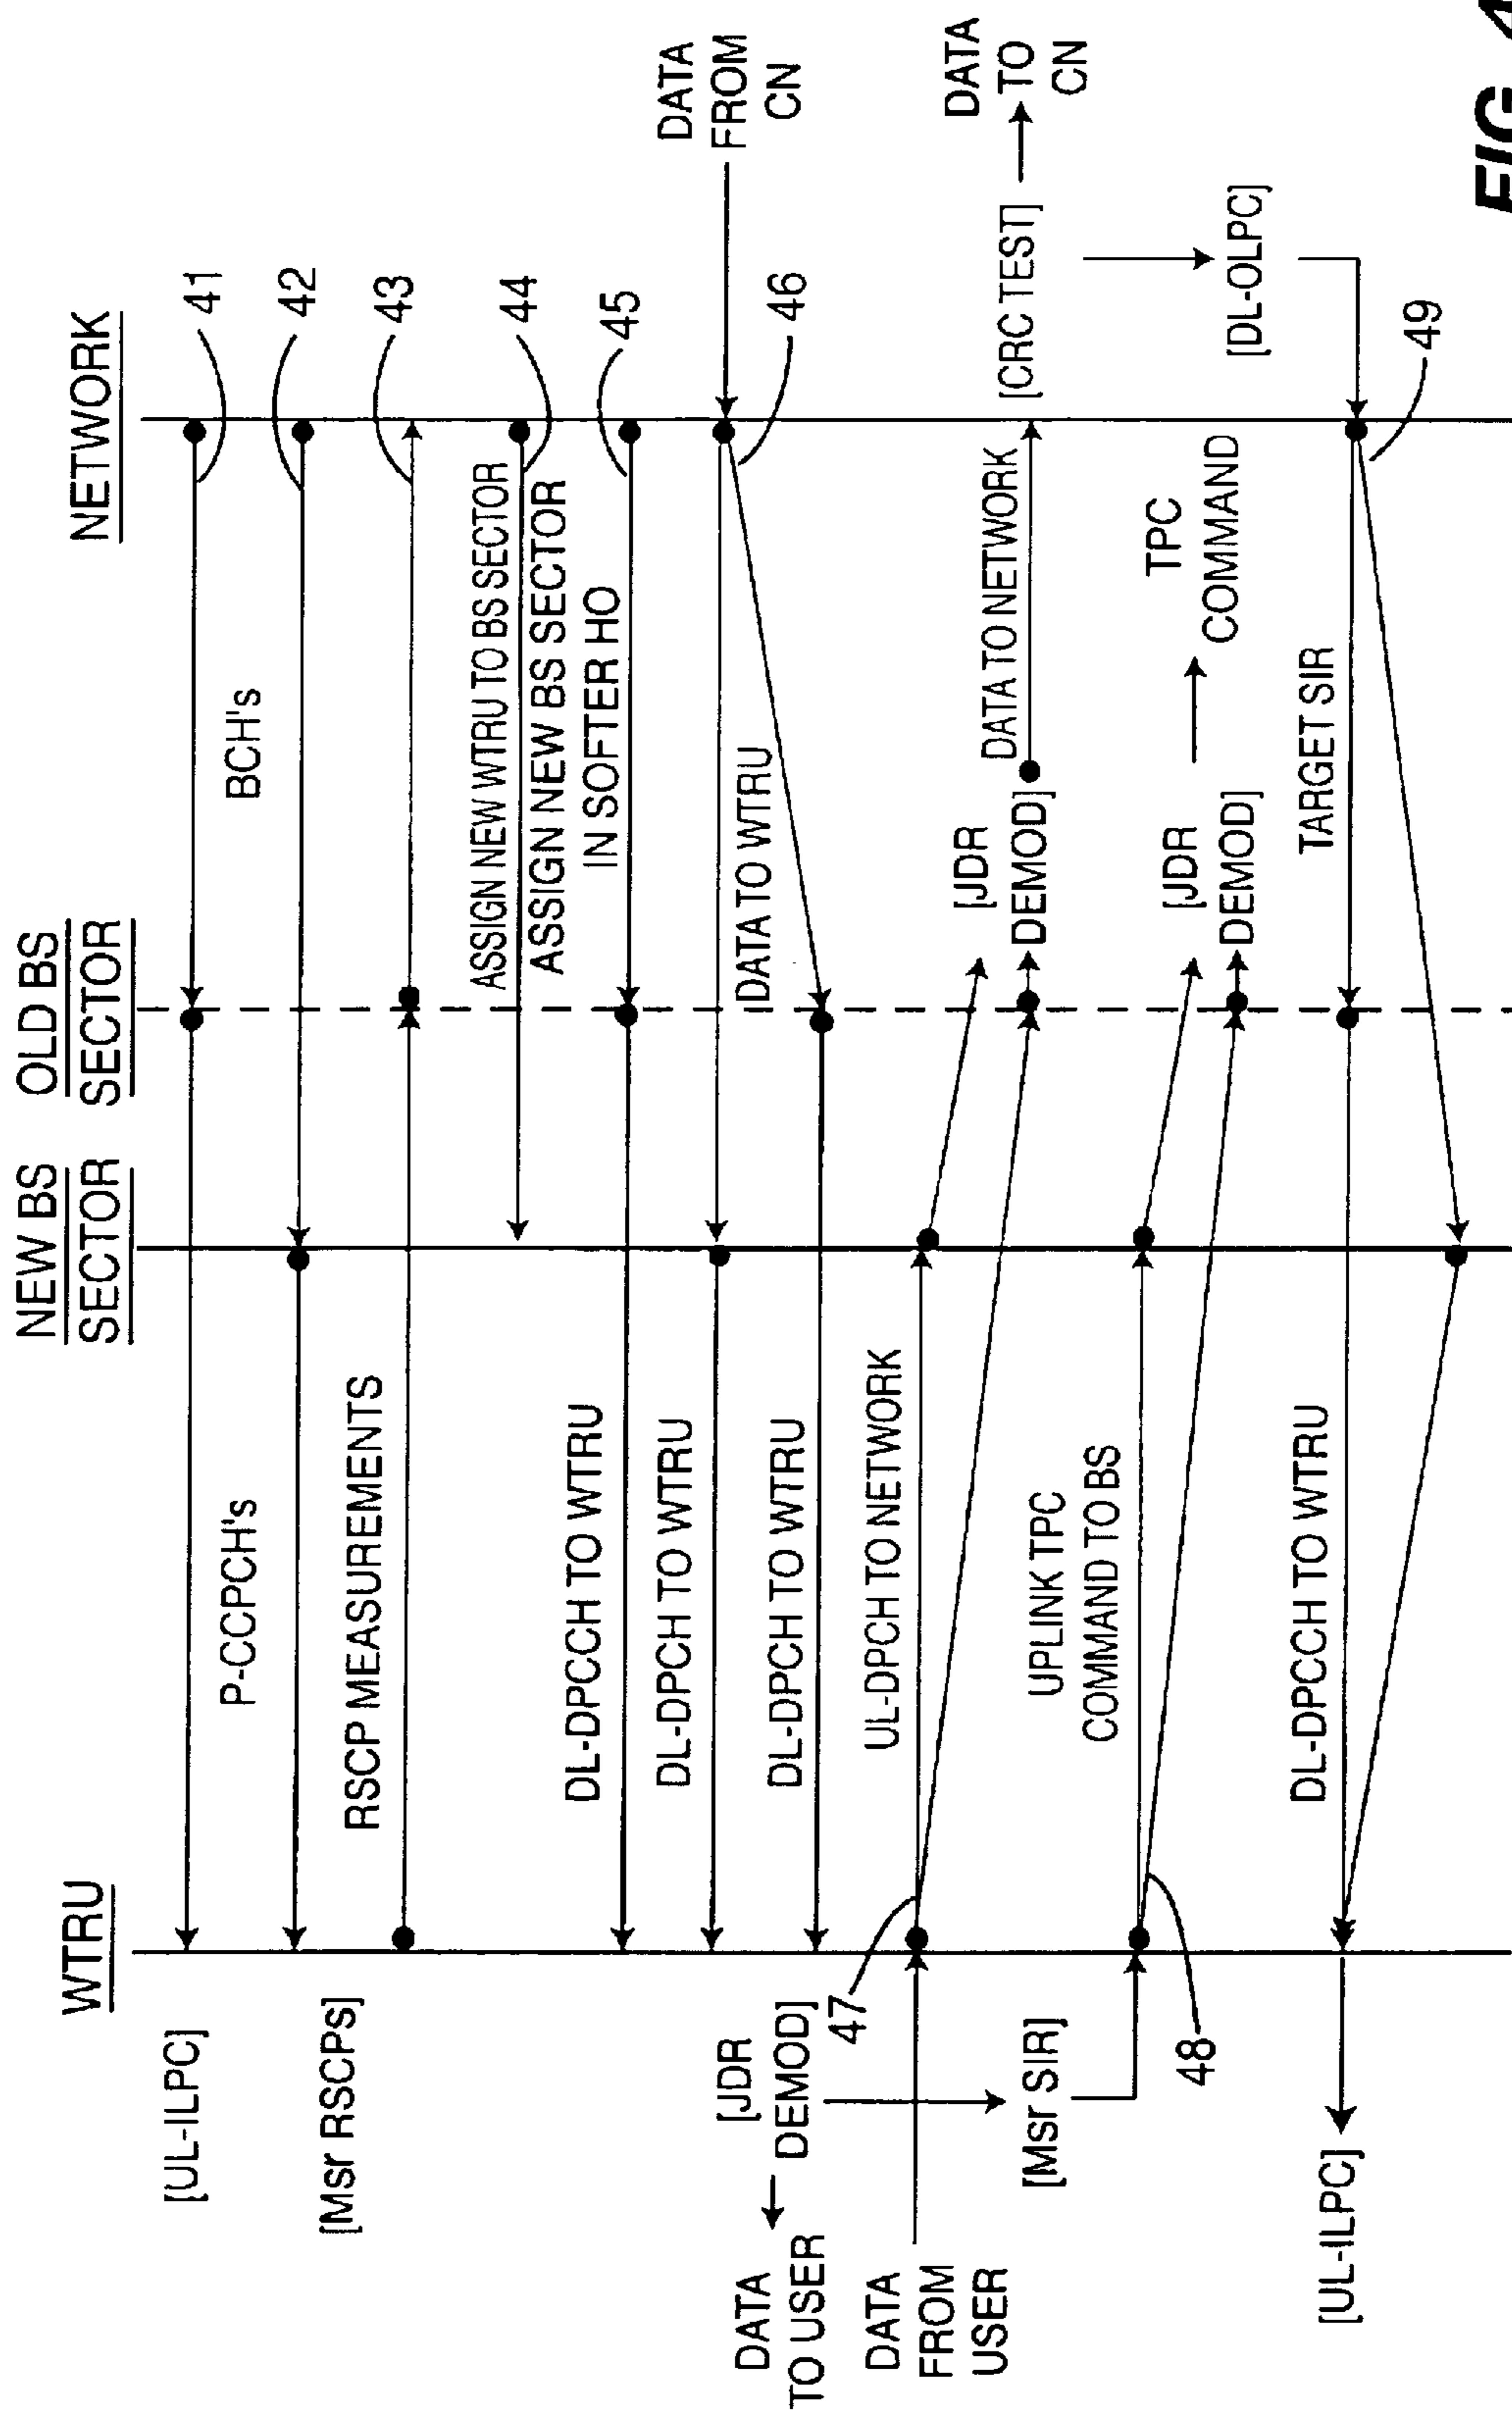 WTRU
NEW BS
SECTOR
OLD BS
SECTOR
NETWORK
[UL-ILPC]
41
P-CCPCH's
BCH's
42
[Msr RSCPs]
RSCP MEASUREMENTS
43
ASSIGN NEW WTRU TO BS SECTOR
44
ASSIGN NEW BS SECTOR
IN SOFTER HO
DL-DPCCH TO WTRU
45
DATA
FROM
CN
DL-DPCH TO WTRU
DATA TO WTRU
46
DL-DPCH TO WTRU
[JDR
DEMOD]
DATA
TO USER
47
UL-DPCH TO NETWORK
DATA
FROM
USER
[JDR
DEMOD]
DATA TO NETWORK
[CRC TEST]
DATA
TO
CN
[Msr SIR]
UPLINK TPC
COMMAND TO BS
48
[JDR
DEMOD]
TPC
COMMAND
[DL-OLPC]
TARGET SIR
DL-DPCCH TO WTRU
[UL-ILPC]
49
FIG. 4